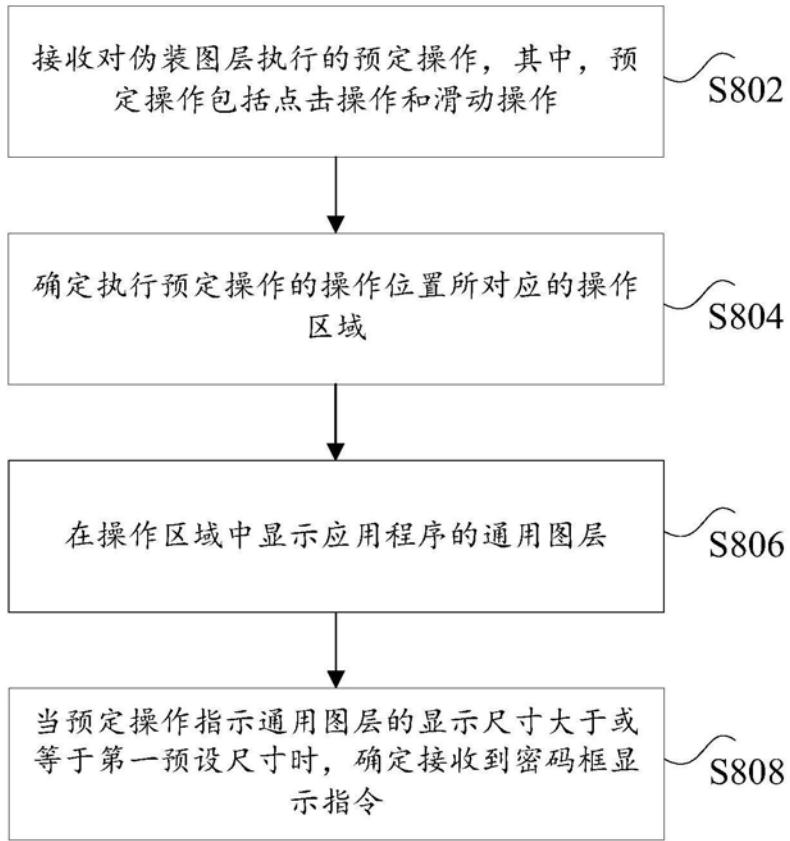 接收对伪装图层执行的预定操作，其中，预
定操作包括点击操作和滑动操作
S802
确定执行预定操作的操作位置所对应的操作
区域
S804
在操作区域中显示应用程序的通用图层
S806
当预定操作指示通用图层的显示尺寸大于或
等于第一预设尺寸时，确定接收到密码框显
示指令
S808